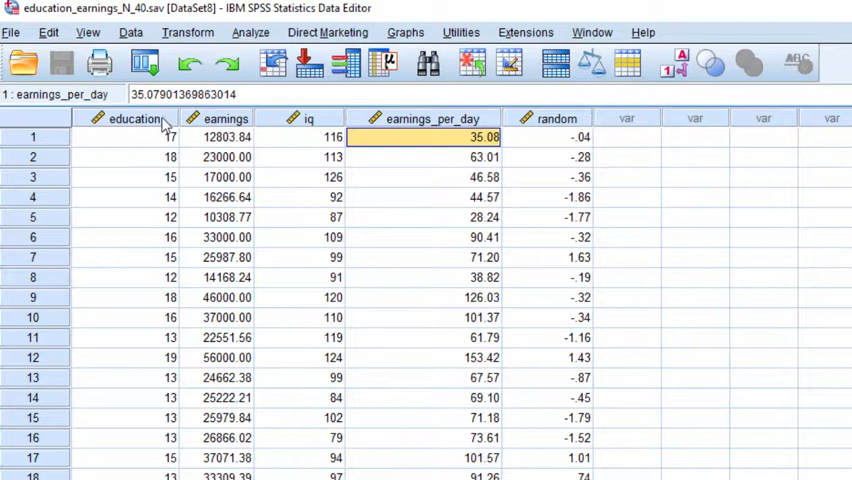 education_earnings_N_40.sav [DataSet8] - IBM SPSS Statistics Data Editor
File Edit View Data Transform Analyze Direct Marketing Graphs Utilities Extensions Window Help
1 : earnings_per_day 35.07901369863014
education earnings iq earnings_per_day random var var var var
1 17 12803.84 116 35.08 -.04
2 18 23000.00 113 63.01 -.28
3 15 17000.00 126 46.58 -.36
4 14 16266.64 92 44.57 -1.86
5 12 10308.77 87 28.24 -1.77
6 16 33000.00 109 90.41 -.32
7 15 25987.80 99 71.20 1.63
8 12 14168.24 91 38.82 -.19
9 18 46000.00 120 126.03 -.32
10 16 37000.00 110 101.37 -.34
11 13 22551.56 119 61.79 -1.16
12 19 56000.00 124 153.42 1.43
13 13 24662.38 99 67.57 -.87
14 13 25222.21 84 69.10 -.45
15 13 25979.84 102 71.18 -1.79
16 13 26866.02 79 73.61 -1.52
17 15 37071.38 94 101.57 1.01
18 13 33309.39 97 91.26 .74